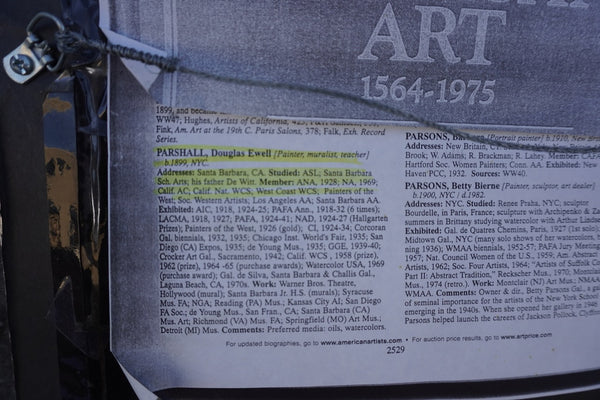 ART
1564-1975
1899, and became
WW47; Hughes, Artists of California,
Fink, Am. Art at the 19th C. Paris Salons, 378; Falk, Exh. Record
Series.
PARSHALL, Douglas Ewell [Painter, muralist, teacher]
b.1899, NYC.
Addresses: Santa Barbara, CA. Studied: ASL; Santa Barbara
Sch. Arts; his father De Witt. Member: ANA, 1928; NA, 1969;
Calif. AC; Calif. Nat. WCS, West Coast WCS; Painters of the
West; Soc. Western Artists; Los Angeles AA; Santa Barbara AA.
Exhibited: AIC, 1918, 1924-25; PAFA Ann., 1918-32 (6 times);
LACMA, 1918, 1927; PAFA, 1924-41; NAD, 1924-27 (Hallgarten
Prizes); Painters of the West, 1926 (gold); CI, 1924-34; Corcoran
Gal. biennials, 1932, 1935; Chicago Inst. World's Fair, 1935; San
Diego (CA) Expos, 1935; de Young Mus., 1935; GGE, 1939-40;
Crocker Art Gal., Sacramento, 1942; Calif. WCS, 1958 (prize),
1962 (prize), 1964-65 (purchase award); Watercolor USA, 1969
(purchase award); Gal. de Silva, Santa Barbara & Challis Gal.,
Laguna Beach, CA, 1970s. Work: Warner Bros. Theatre,
Hollywood (mural); Santa Barbara Jr. H.S. (murals); Syracuse
Mus. FA; NGA; Reading (PA) Mus.; Kansas City AI; San Diego
FA Soc.; de Young Mus., San Fran., CA; Santa Barbara (CA)
Mus. Art; Richmond (VA) Mus. FA; Springfield (MO) Art Mus.;
Detroit (MI) Mus. Comments: Preferred media: oils, watercolors.
PARSONS, [Portrait painter] b.1910, New
Addresses: New Britain, CT
Brook; W. Adams; R. Brackman; R. Lahey. Member: CAFA
Hartford Soc. Women Painters; Conn. AA. Exhibited: New
Haven PCC, 1932. Sources: WW40.
PARSONS, Betty Bierne [Painter, sculptor, art dealer]
b.1900, NYC / d.1982.
Addresses: NYC. Studied: Renee Praha, NYC; sculptor
Bourdelle, in Paris, France; sculpture with Archipenko & Za
summers in Brittany studying watercolor with Arthur Lindse
Exhibited: Gal. de Quatres Chemins, Paris, 1927 (1st solo);
Midtown Gal., NYC (many solo shows of her watercolors, b
ning 1936); WMAA biennials, 1952-57; PAFA Jury Meeting
1957; Nat. Council Women of the U.S., 1959; Am. Abstract
Artists, 1962; Soc. Four Artists, 1964; "Artists of Suffolk C
Part II: Abstract Tradition," Reckscher Mus., 1970; Montclair
Mus., 1974 (retro.). Work: Montclair (NJ) Art Mus.; NMAA
WMAA. Comments: Owner & dir., Betty Parsons Gal., a g
of seminal importance for the artists of the New York School
emerging in the 1940s. When she opened her gallery in 1946
Parsons helped launch the careers of Jackson Pollock, Clyfford
For updated biographies, go to www.americanartists.com • For auction price results, go to www.artprice.com
2529